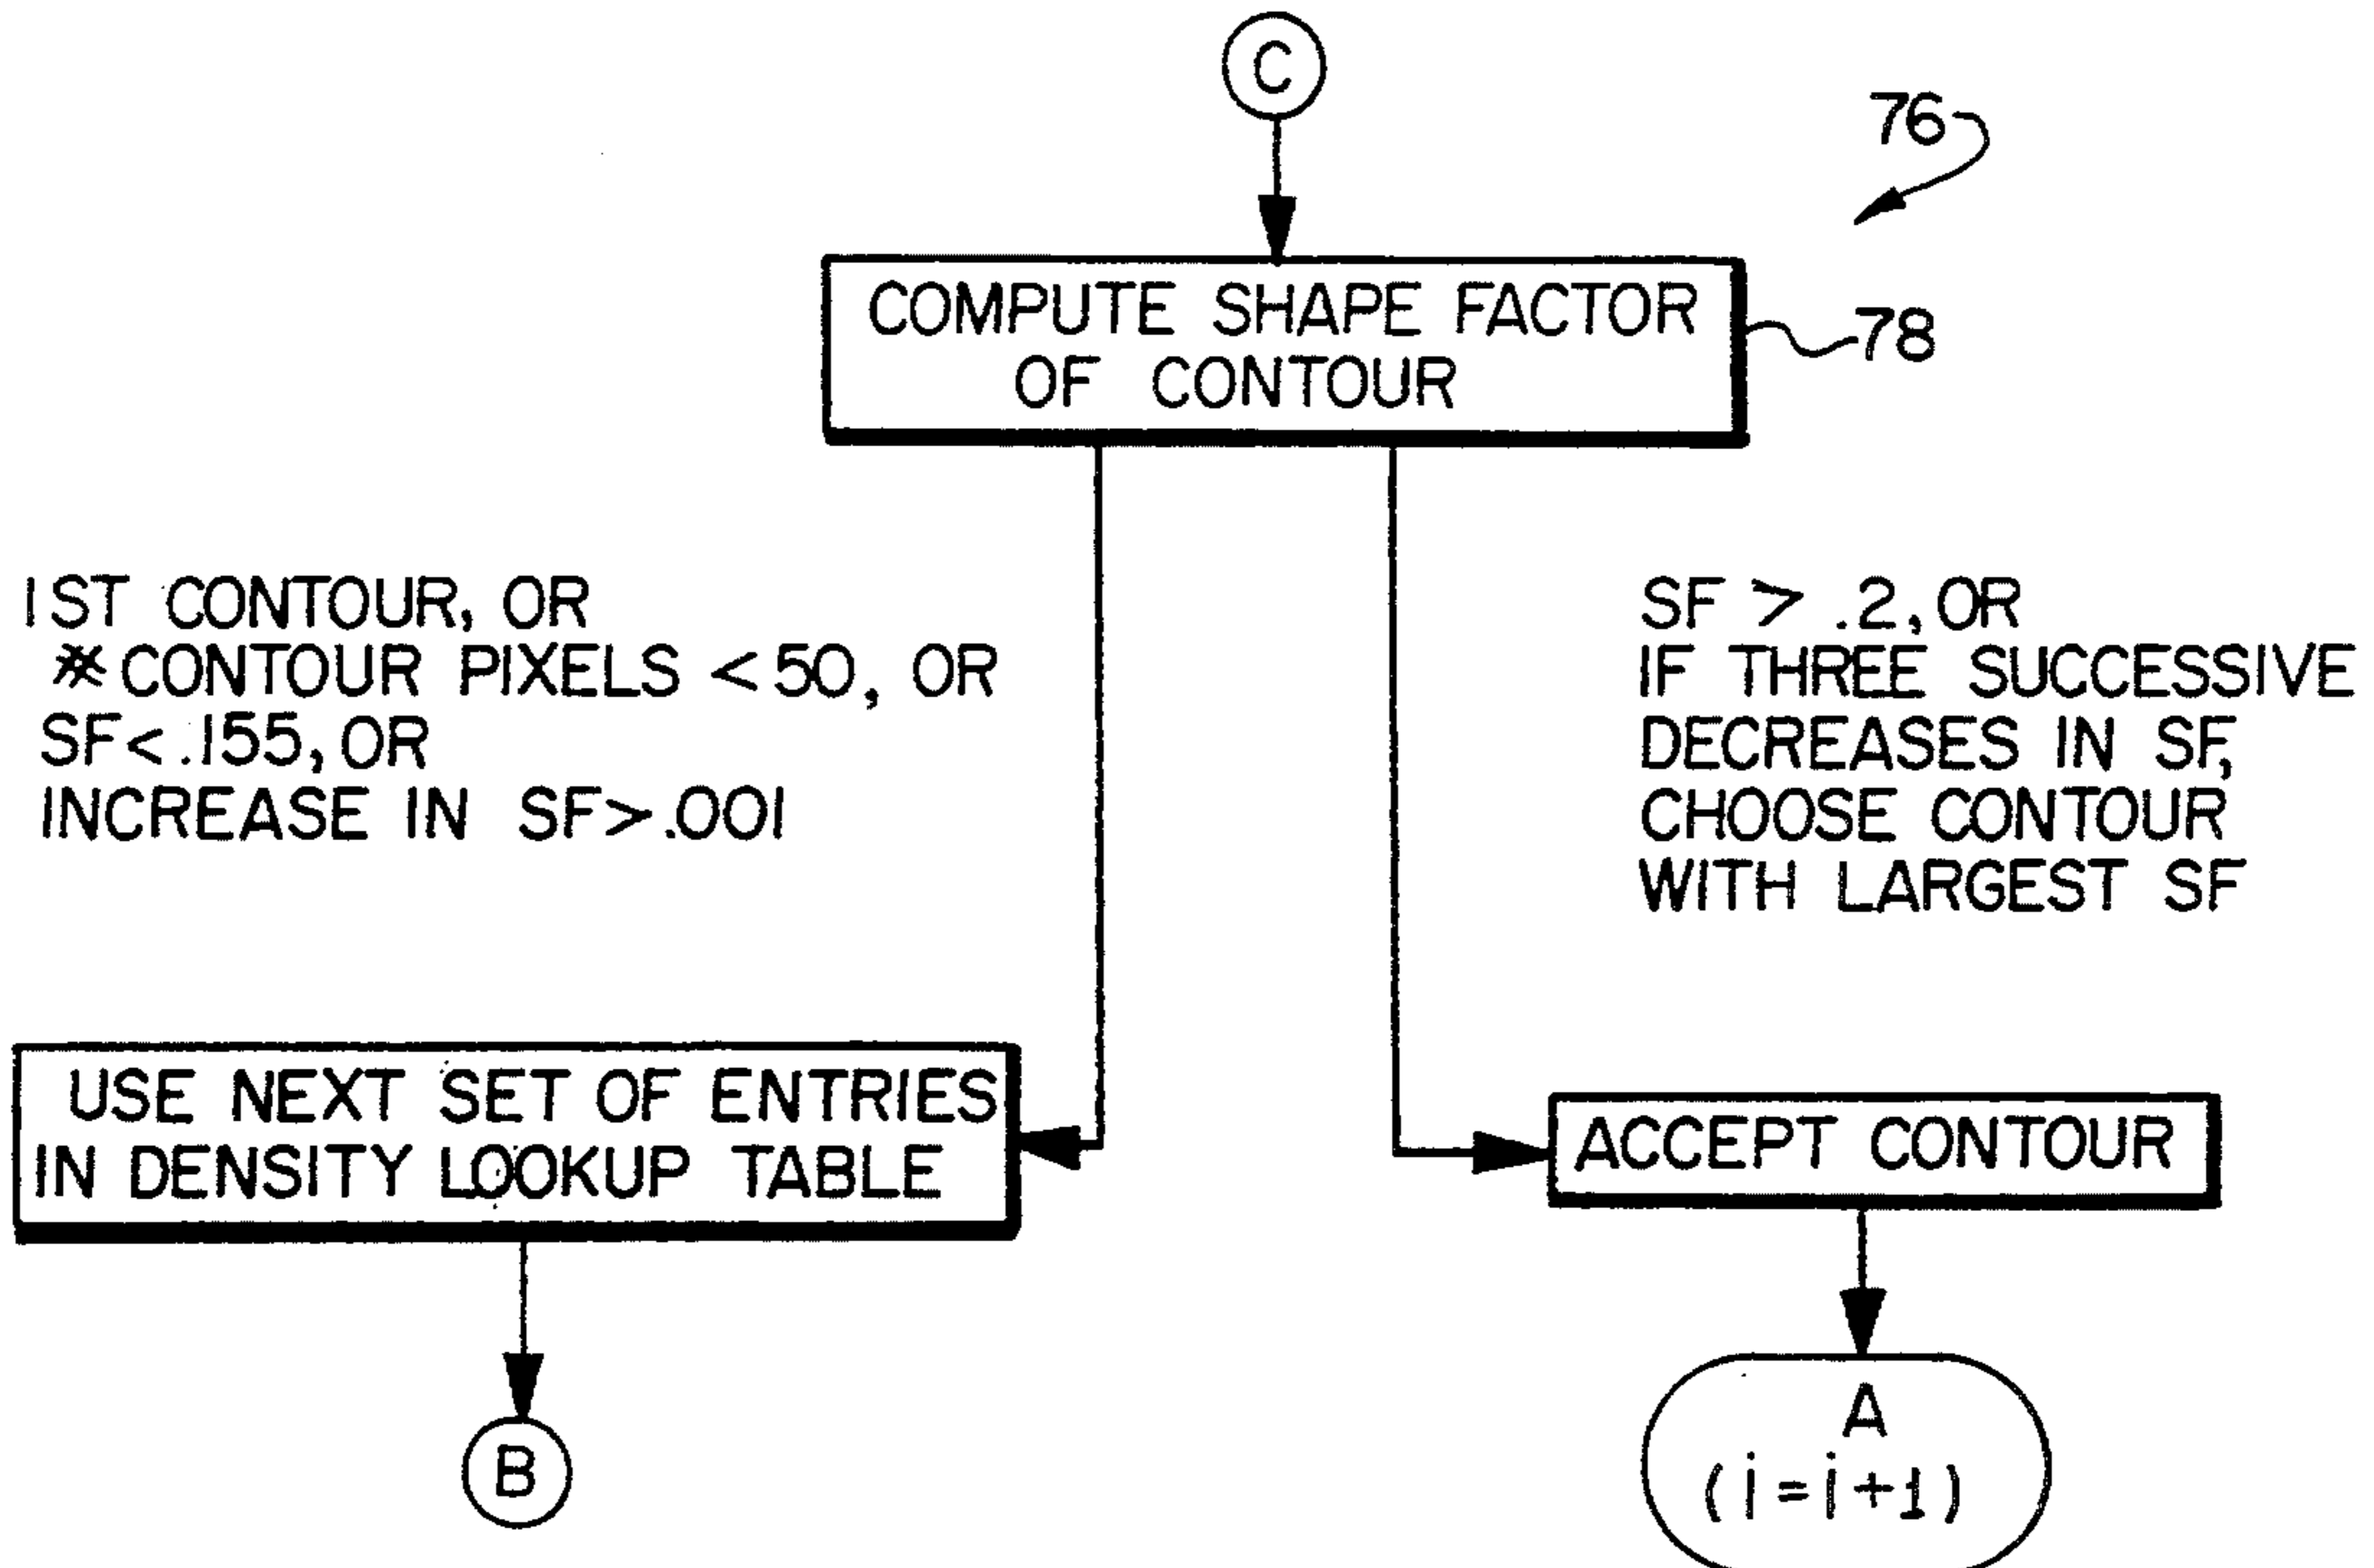 C
76
COMPUTE SHAPE FACTOR
OF CONTOUR
78
1ST CONTOUR, OR
* CONTOUR PIXELS < 50, OR
SF < .155, OR
INCREASE IN SF > .001
SF > .2, OR
IF THREE SUCCESSIVE
DECREASES IN SF,
CHOOSE CONTOUR
WITH LARGEST SF
USE NEXT SET OF ENTRIES
IN DENSITY LOOKUP TABLE
ACCEPT CONTOUR
B
A
(i = i + 1)